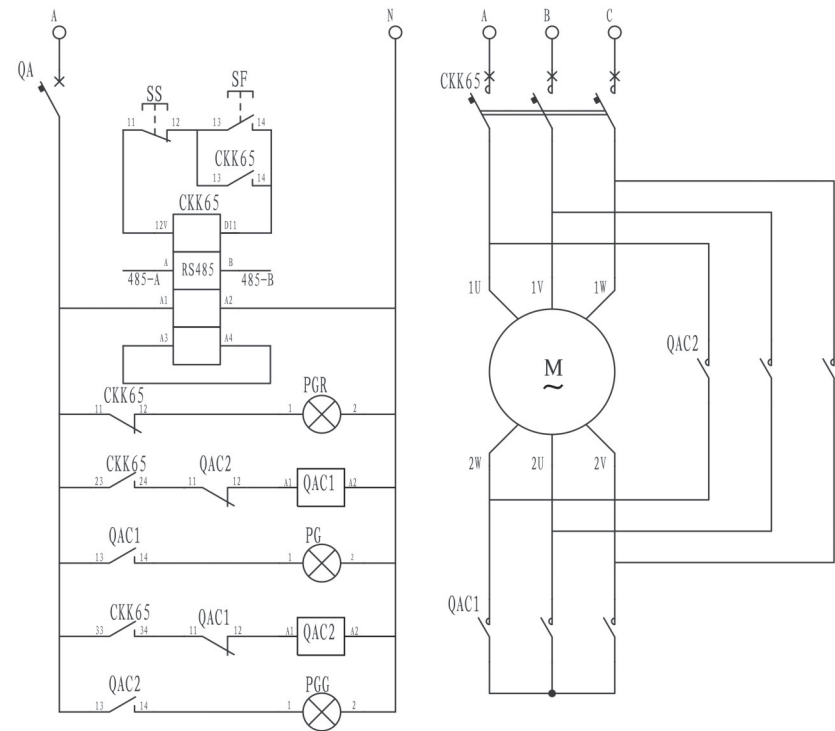 A N
QA
SS SF
11 12 13 14
CKK65
13 14
CKK65
12V DI1
A RS485 B
485-A 485-B
A1 A2
A3 A4
CKK65 PGR
11 12 1 2
CKK65 QAC2
23 24 11 12 A1 QAC1 A2
QAC1 PG
13 14 1 2
CKK65 QAC1
33 34 11 12 A1 QAC2 A2
QAC2 PGG
13 14 1 2
A B C
CKK65
1U 1V 1W
M
~
QAC2
2W 2U 2V
QAC1